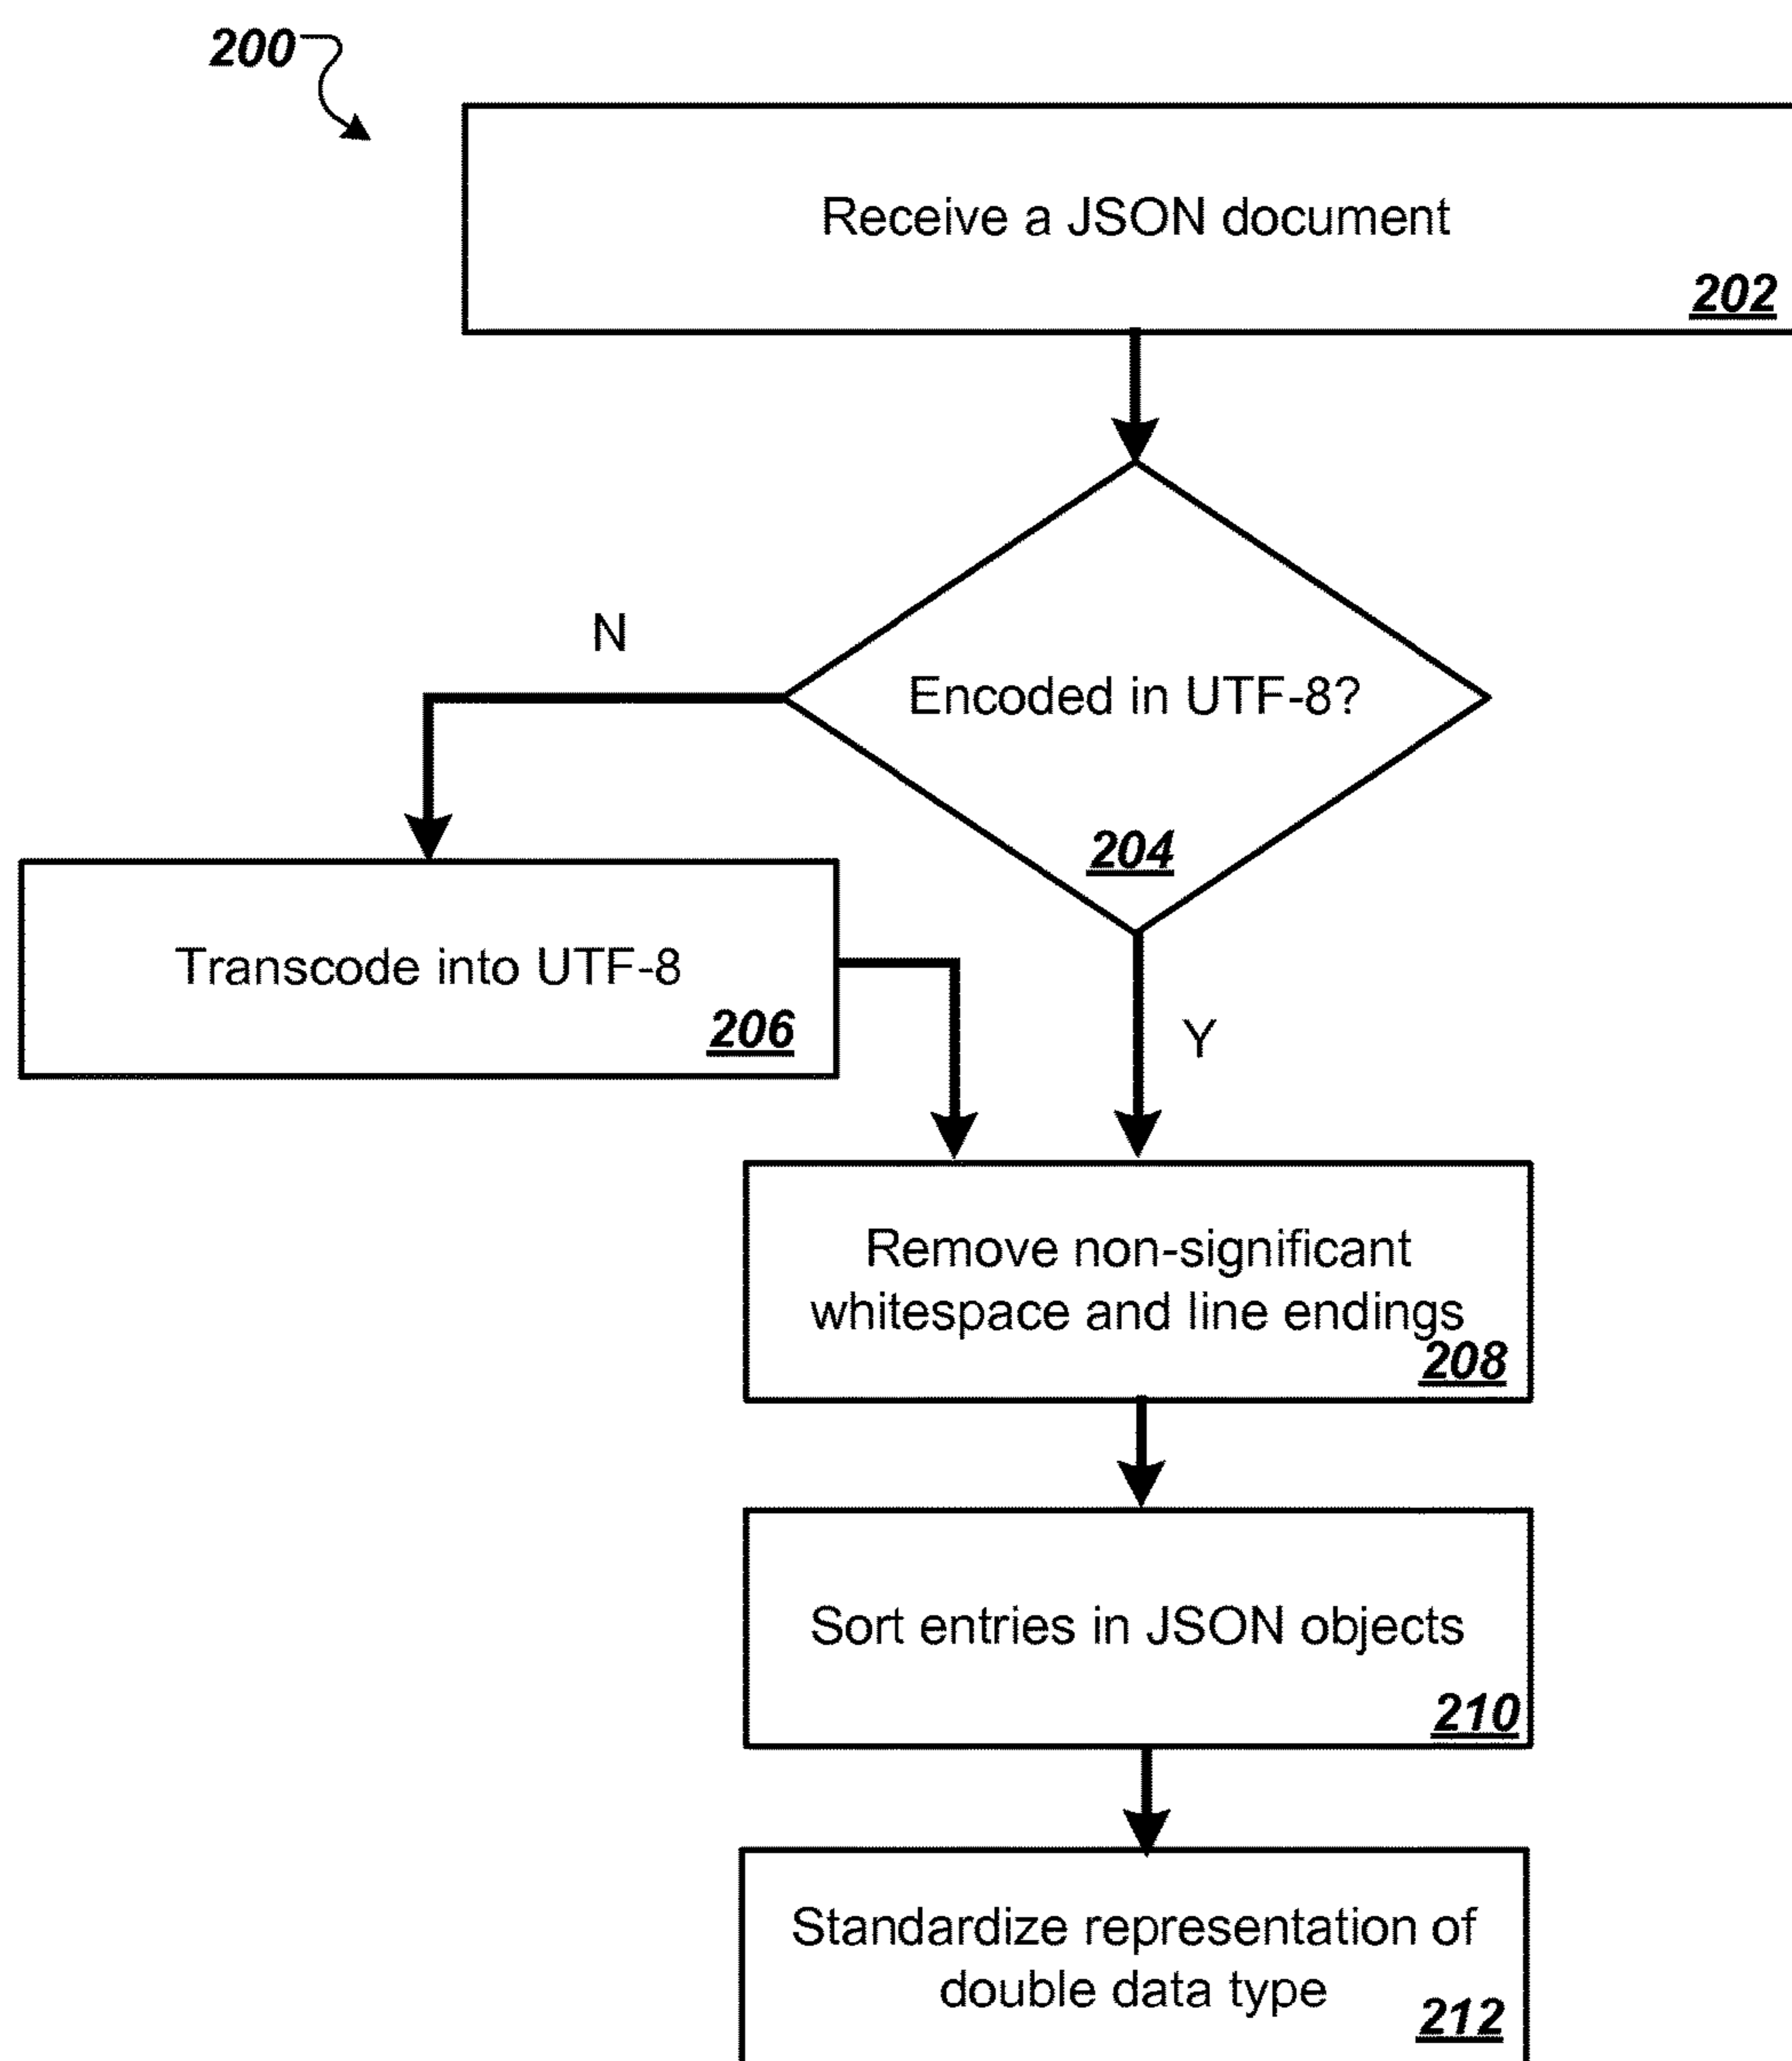 200
Receive a JSON document
202
N
Encoded in UTF-8?
204
Transcode into UTF-8
206
Y
Remove non-significant
whitespace and line endings
208
Sort entries in JSON objects
210
Standardize representation of
double data type
212